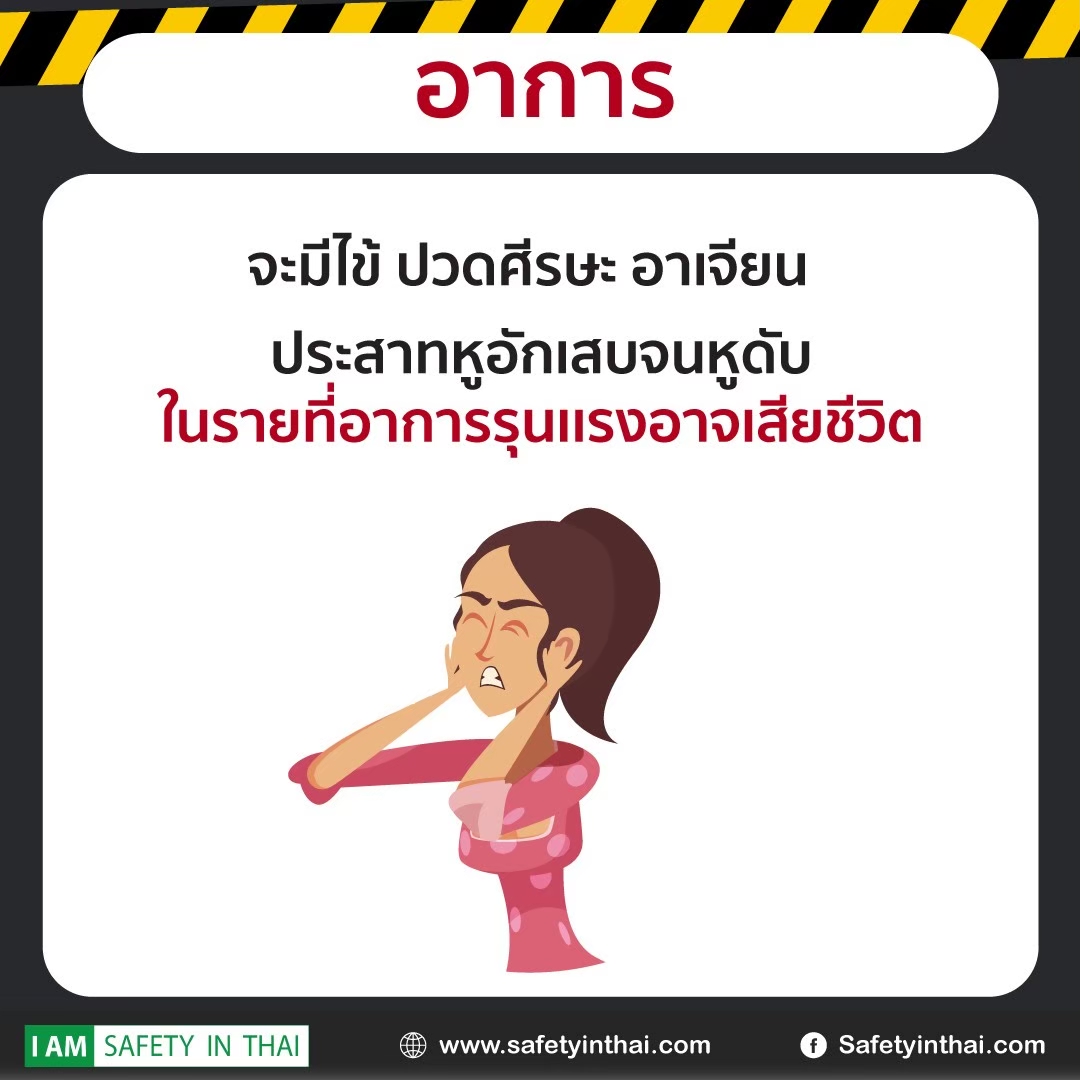 อาการ
จะมีไข้ ปวดศีรษะ อาเจียน
ประสาทหูอักเสบจนหูดับ
ในรายที่อาการรุนแรงอาจเสียชีวิต
I AM SAFETY IN THAI
www.safetyinthai.com
Safetyinthai.com